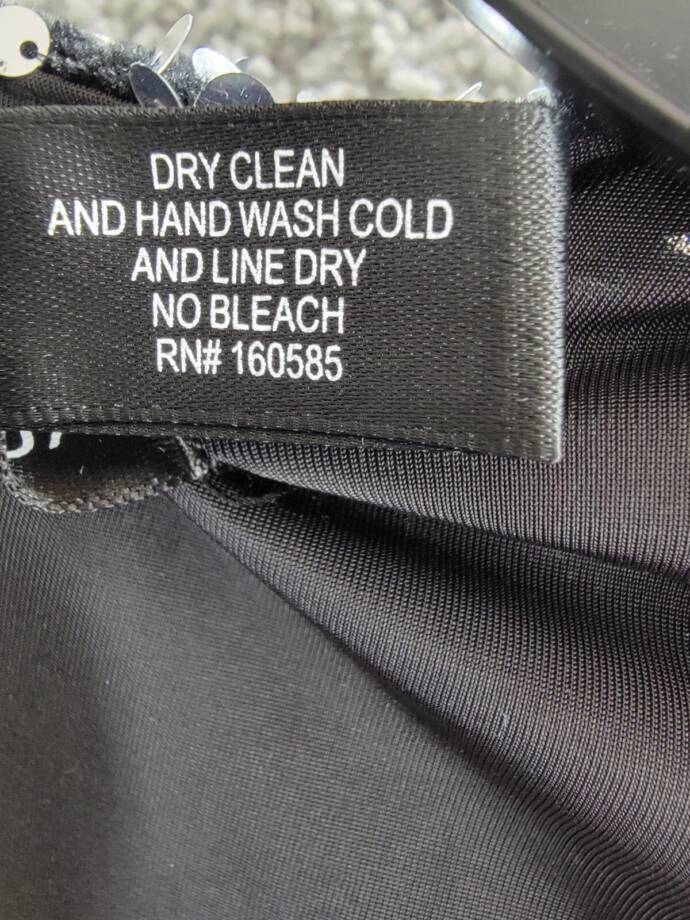 DRY CLEAN
AND HAND WASH COLD
AND LINE DRY
NO BLEACH
RN# 160585